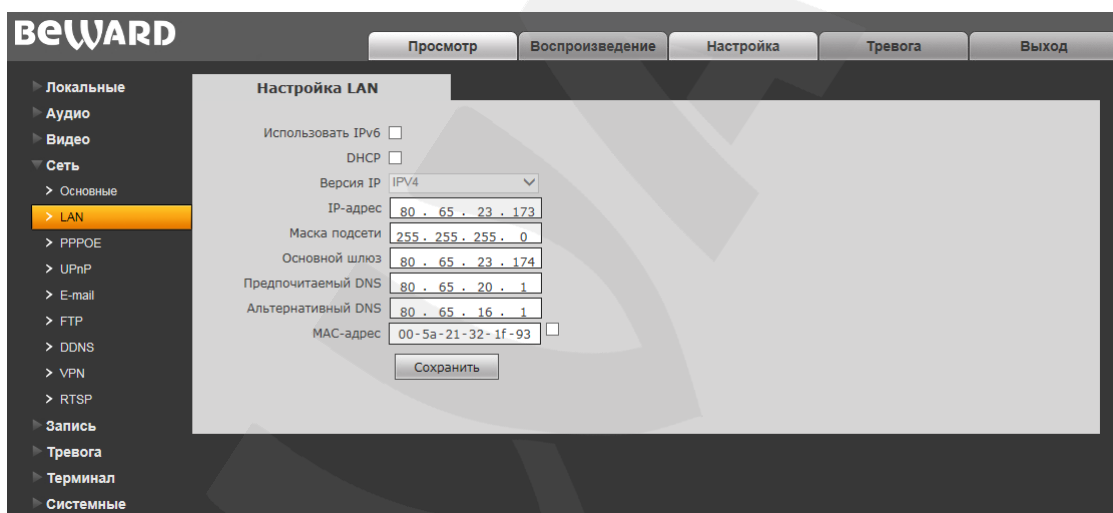 BEWARD
Просмотр Воспроизведение Настройка Тревога Выход
Локальные
Аудио
Видео
Сеть
Основные
LAN
PPPOE
UPnP
E-mail
FTP
DDNS
VPN
RTSP
Запись
Тревога
Терминал
Системные
Настройка LAN
Использовать IPv6
DHCP
Версия IP IPV4
IP-адрес 80 . 65 . 23 . 173
Маска подсети 255 . 255 . 255 . 0
Основной шлюз 80 . 65 . 23 . 174
Предпочитаемый DNS 80 . 65 . 20 . 1
Альтернативный DNS 80 . 65 . 16 . 1
MAC-адрес 00-5a-21-32-1f-93
Сохранить